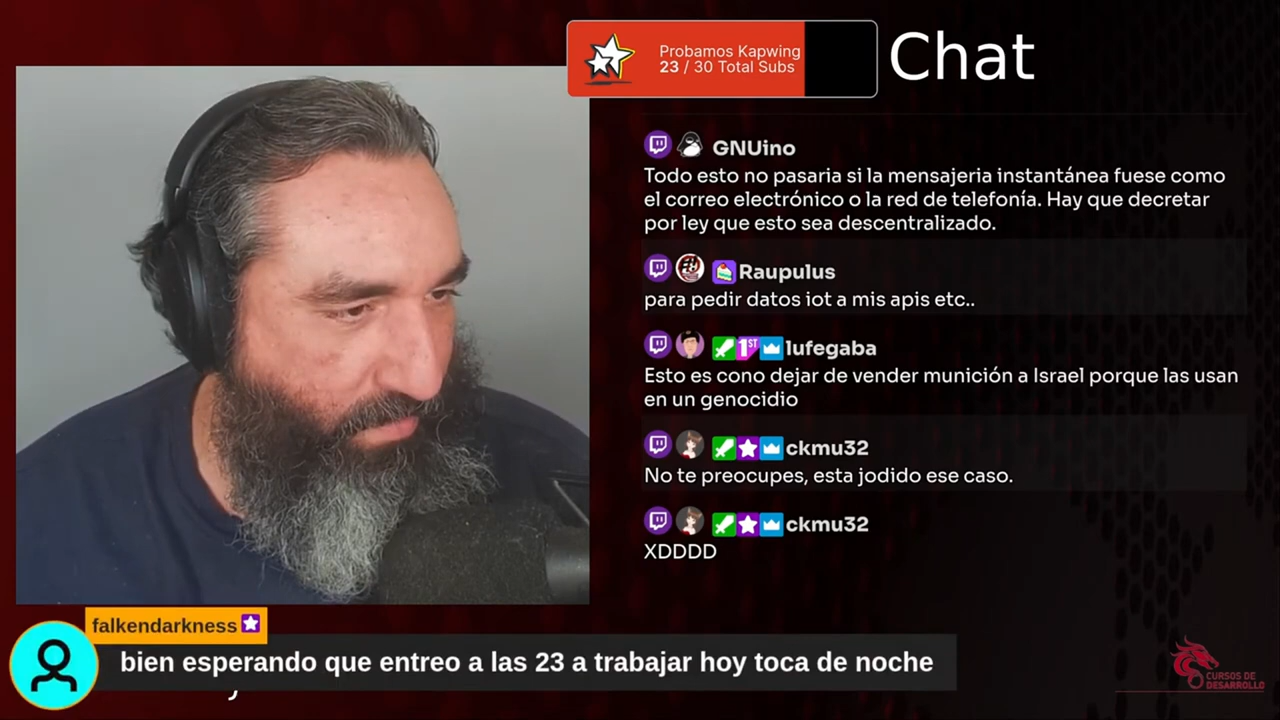 Probamos Kapwing
23 / 30 Total Subs
Chat
GNUino
Todo esto no pasaria si la mensajeria instantánea fuese como
el correo electrónico o la red de telefonía. Hay que decretar
por ley que esto sea descentralizado.
Raupulus
para pedir datos iot a mis apis etc..
1ST lufegaba
Esto es cono dejar de vender munición a Israel porque las usan
en un genocidio
ckmu32
No te preocupes, esta jodido ese caso.
ckmu32
XDDDD
falkendarkness
bien esperando que entreo a las 23 a trabajar hoy toca de noche
CURSOS DE
DESARROLLO